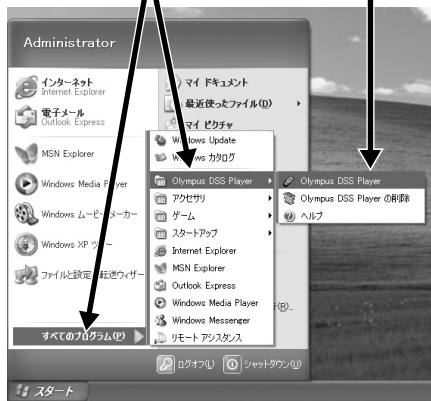 Administrator
インターネット
Internet Explorer
電子メール
Outlook Express
MSN Explorer
Windows Media Player
Windows ムービー メーカー
Windows XP ツアー
ファイルと設定の転送ウィザー
すべてのプログラム(P)
マイ ドキュメント
最近使ったファイル(D)
マイ ピクチャ
Windows Update
Windows カタログ
Olympus DSS Player
アクセサリ
ゲーム
スタートアップ
Internet Explorer
MSN Explorer
Outlook Express
Windows Media Player
Windows Messenger
リモート アシスタンス
Olympus DSS Player
Olympus DSS Player の削除
ヘルプ
行(R)...
ログオフ(L)
シャットダウン(U)
スタート